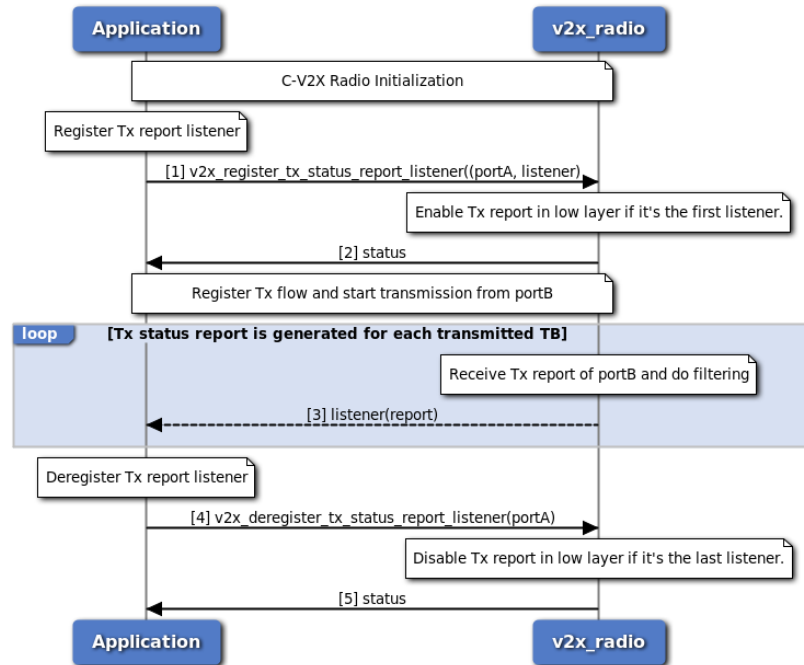 Application v2x_radio
C-V2X Radio Initialization
Register Tx report listener
[1] v2x_register_tx_status_report_listener((portA, listener)
Enable Tx report in low layer if it's the first listener.
[2] status
Register Tx flow and start transmission from portB
loop [Tx status report is generated for each transmitted TB]
Receive Tx report of portB and do filtering
[3] listener(report)
Deregister Tx report listener
[4] v2x_deregister_tx_status_report_listener(portA)
Disable Tx report in low layer if it's the last listener.
[5] status
Application v2x_radio